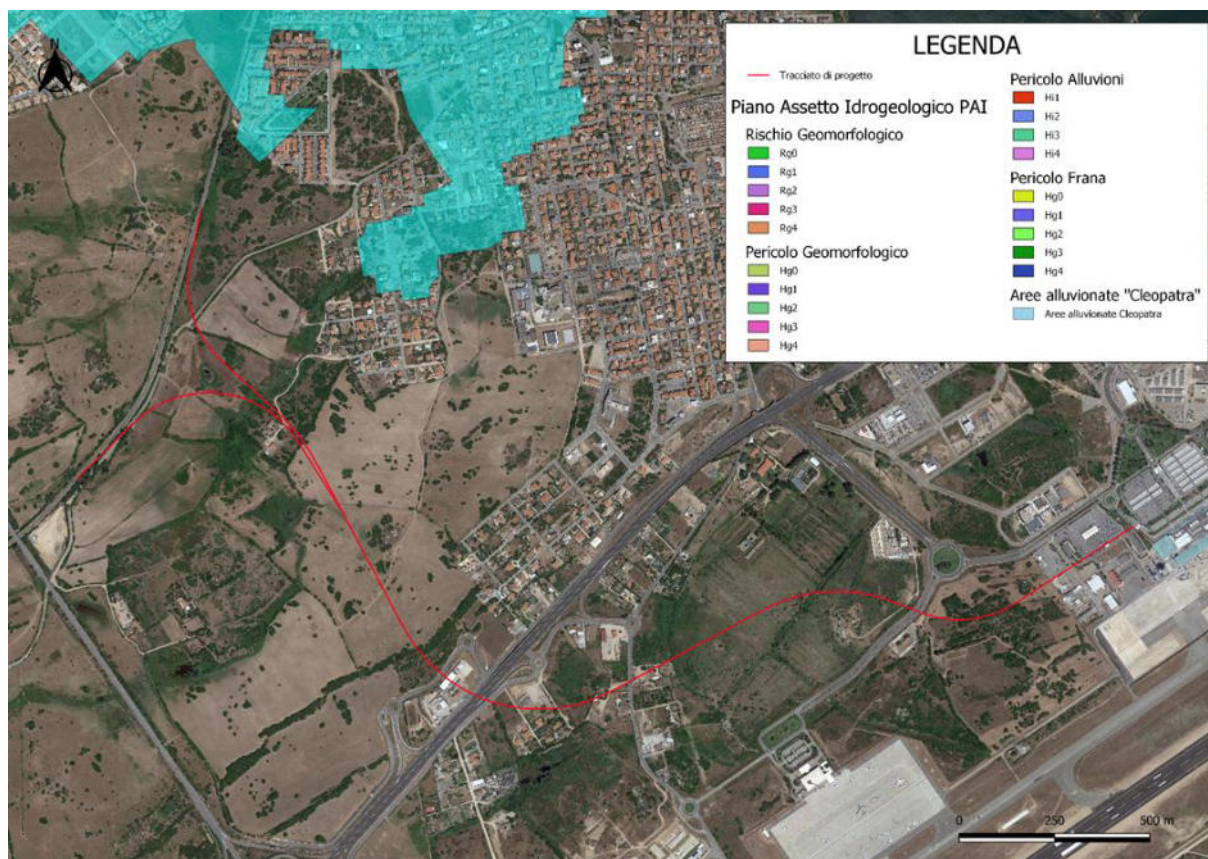 N
LEGENDA
Tracciato di progetto
Piano Assetto Idrogeologico PAI
Rischio Geomorfologico
Rg0
Rg1
Rg2
Rg3
Rg4
Pericolo Geomorfologico
Hg0
Hg1
Hg2
Hg3
Hg4
Pericolo Alluvioni
Hi1
Hi2
Hi3
Hi4
Pericolo Frana
Hg0
Hg1
Hg2
Hg3
Hg4
Aree alluvionate "Cleopatra"
Aree alluvionate Cleopatra
0 250 500 m